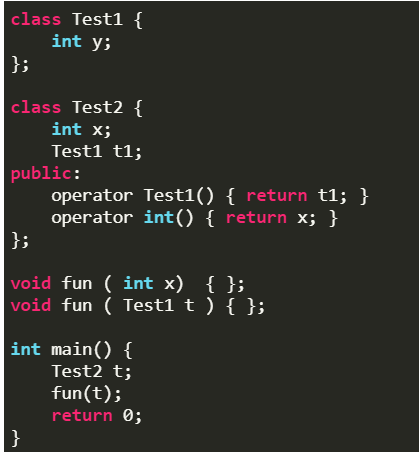 class Test1 {
    int y;
};

class Test2 {
    int x;
    Test1 t1;
public:
    operator Test1() { return t1; }
    operator int() { return x; }
};

void fun ( int x)  { };
void fun ( Test1 t ) { };

int main() {
    Test2 t;
    fun(t);
    return 0;
}